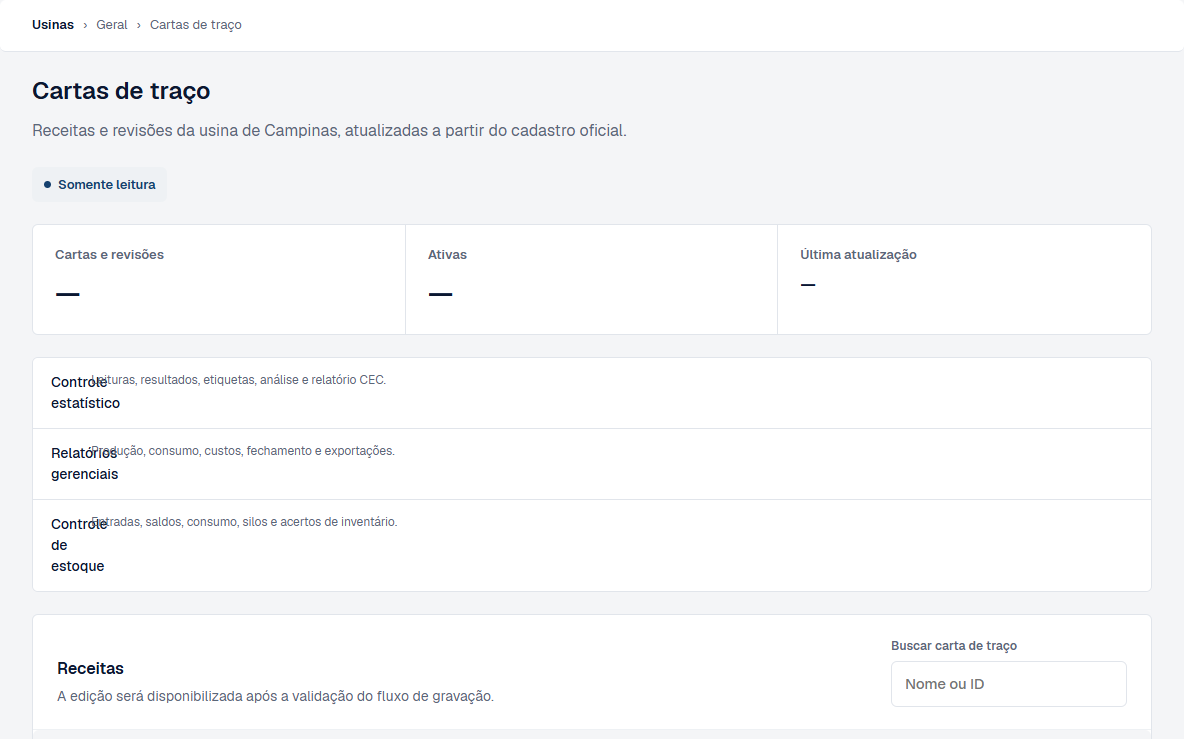 Usinas › Geral › Cartas de traço
Cartas de traço
Receitas e revisões da usina de Campinas, atualizadas a partir do cadastro oficial.
Somente leitura
Cartas e revisões
—
Ativas
—
Última atualização
—
Controle
estatístico
Leituras, resultados, etiquetas, análise e relatório CEC.
Relatórios
gerenciais
Produção, consumo, custos, fechamento e exportações.
Controle
de
estoque
Entradas, saldos, consumo, silos e acertos de inventário.
Receitas
A edição será disponibilizada após a validação do fluxo de gravação.
Buscar carta de traço
Nome ou ID